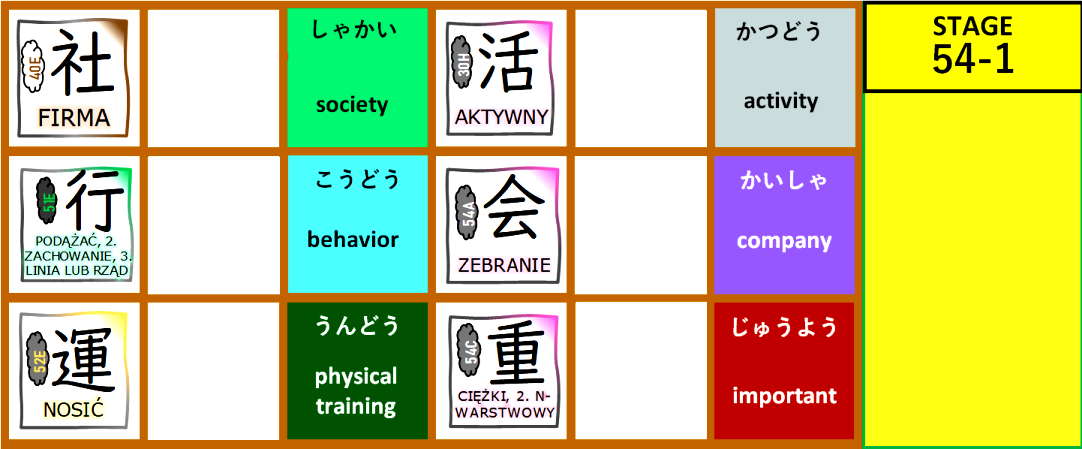 40E
社
FIRMA
しゃかい
society
30H
活
AKTYWNY
かつどう
activity
STAGE
54-1
51E
行
PODĄŻAĆ, 2.
ZACHOWANIE, 3.
LINIA LUB RZĄD
こうどう
behavior
54A
会
ZEBRANIE
かいしゃ
company
52E
運
NOSIĆ
うんどう
physical
training
54C
重
CIĘŻKI, 2. N-
WARSTWOWY
じゅうよう
important